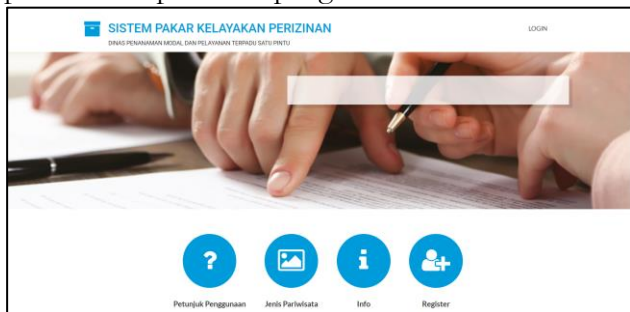 SISTEM PAKAR KELAYAKAN PERIZINAN
LOGIN
DINAS PENANAMAN MODAL DAN PELAYANAN TERPADU SATU PINTU
Petunjuk Penggunaan
Jenis Pariwisata
Info
Register